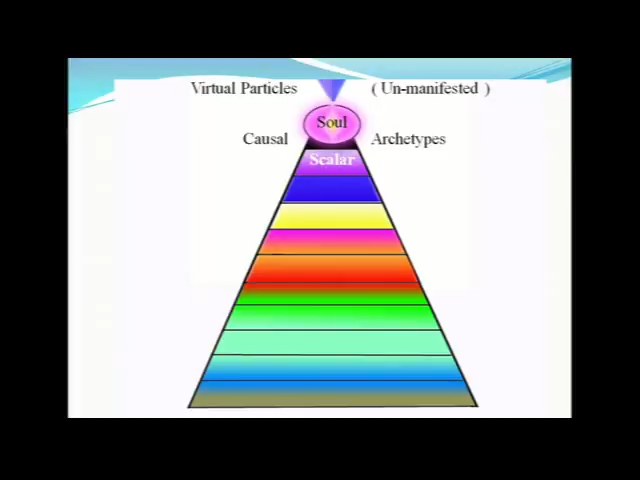 Virtual Particles ( Un-manifested )
Soul
Causal Archetypes
Scalar